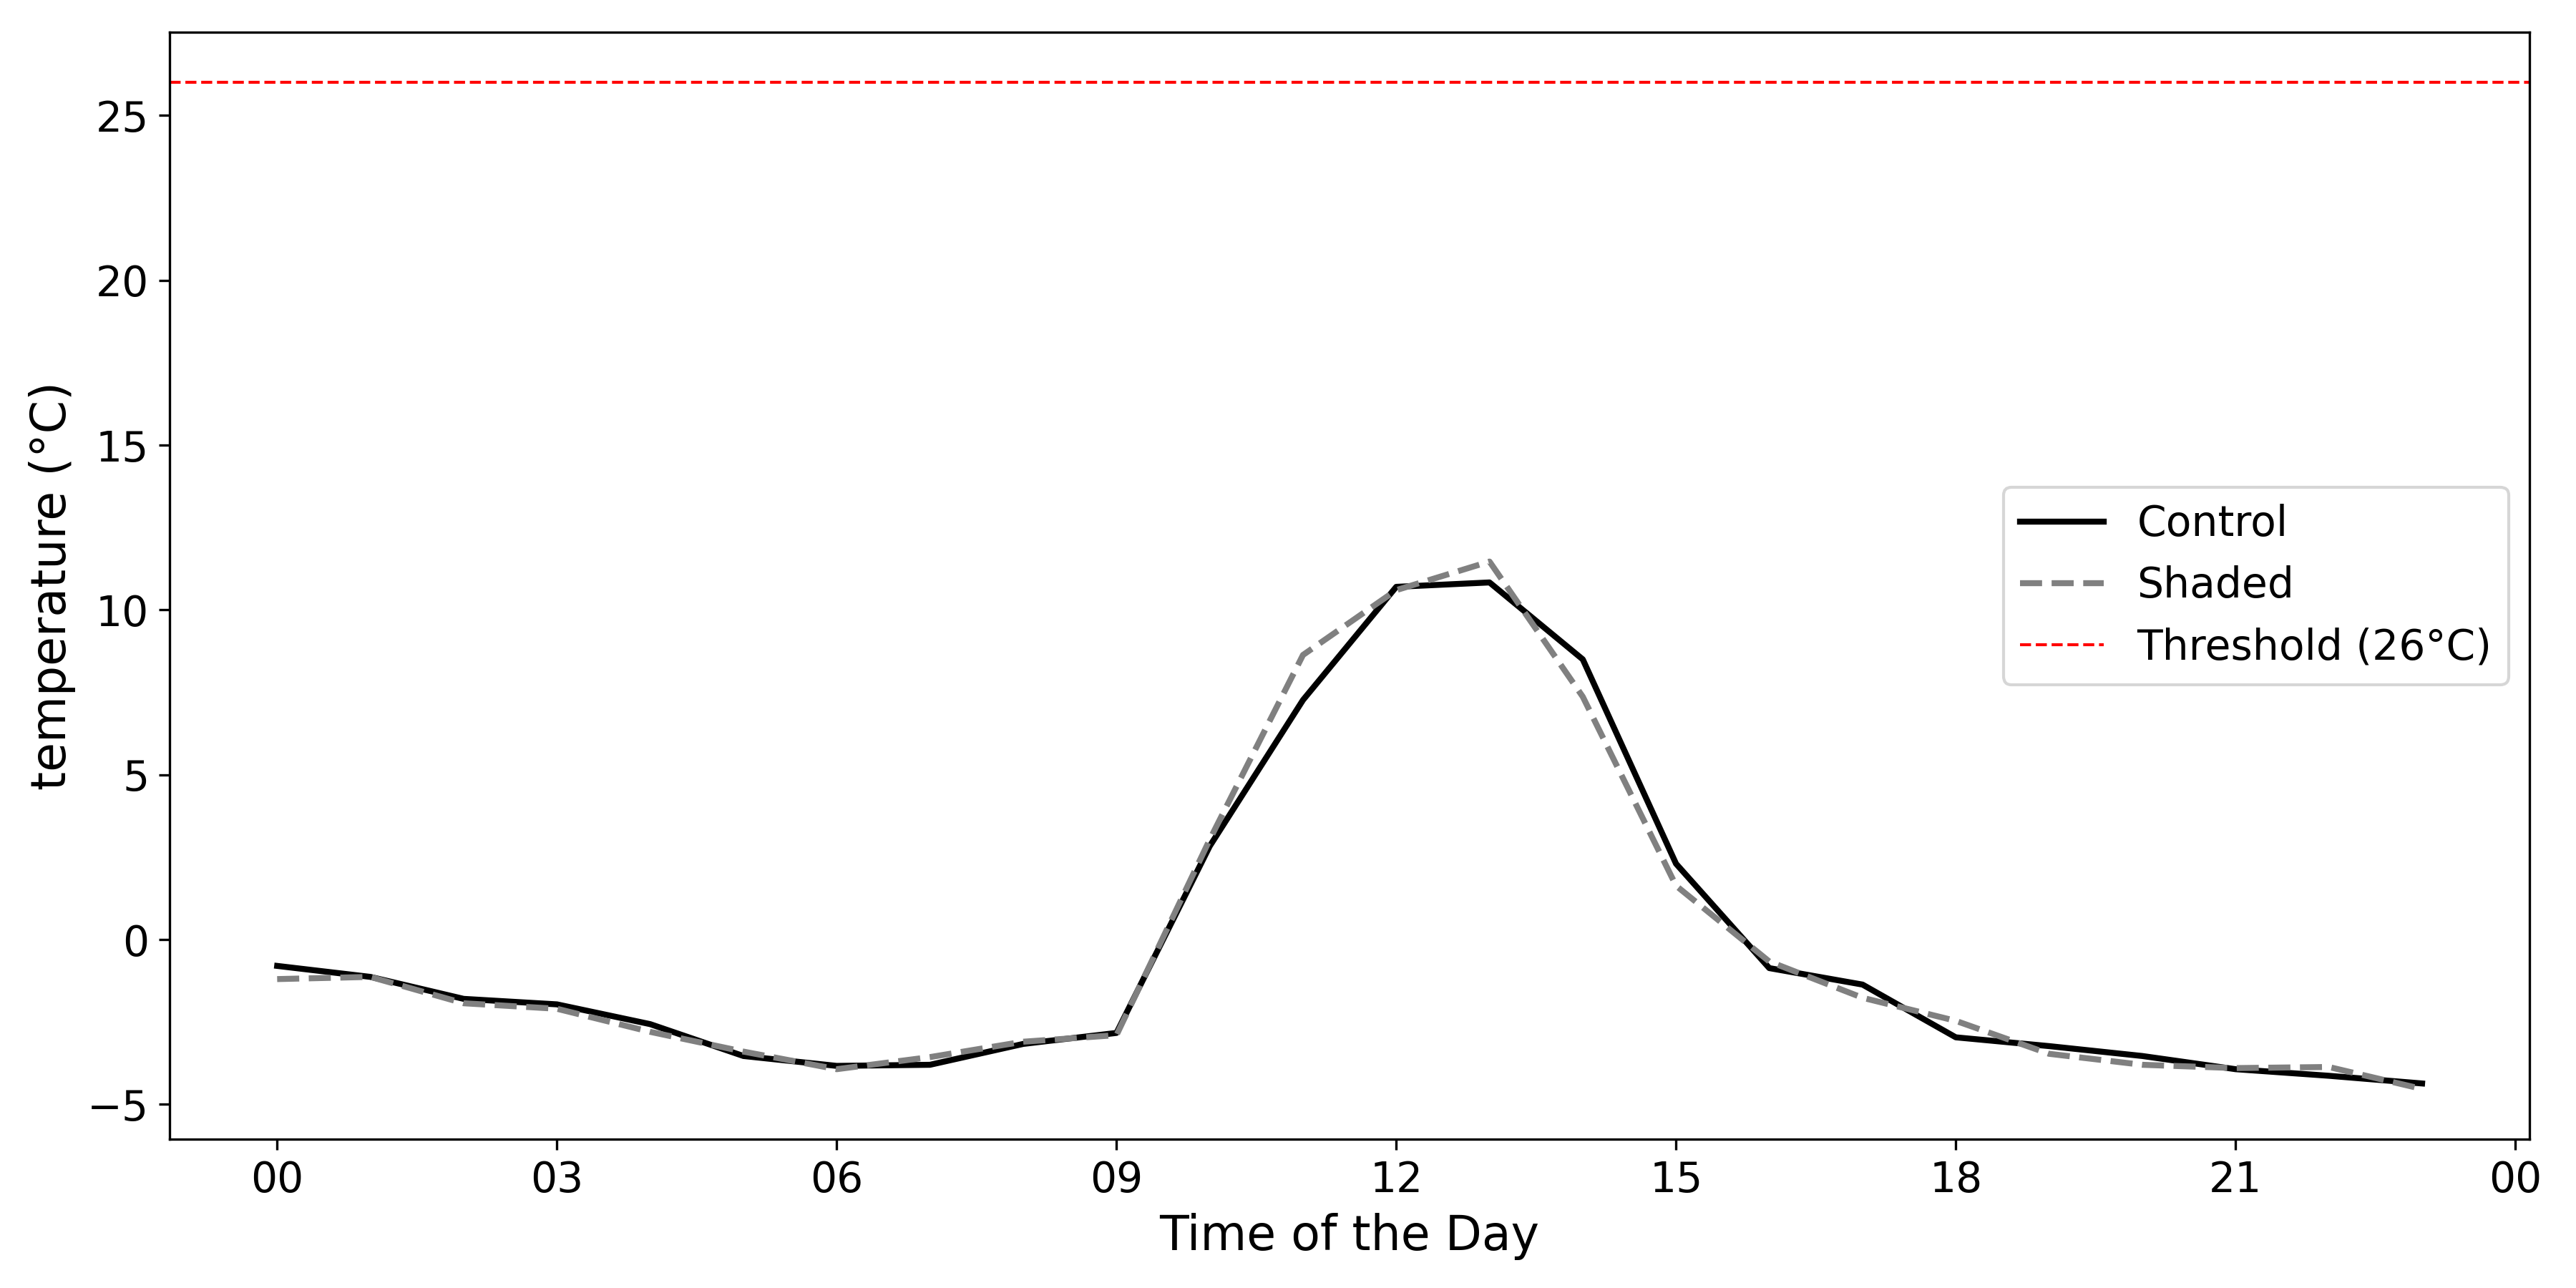 25
20
15
10
5
0
−5
temperature (°C)
Control
Shaded
Threshold (26°C)
00 03 06 09 12 15 18 21 00
Time of the Day